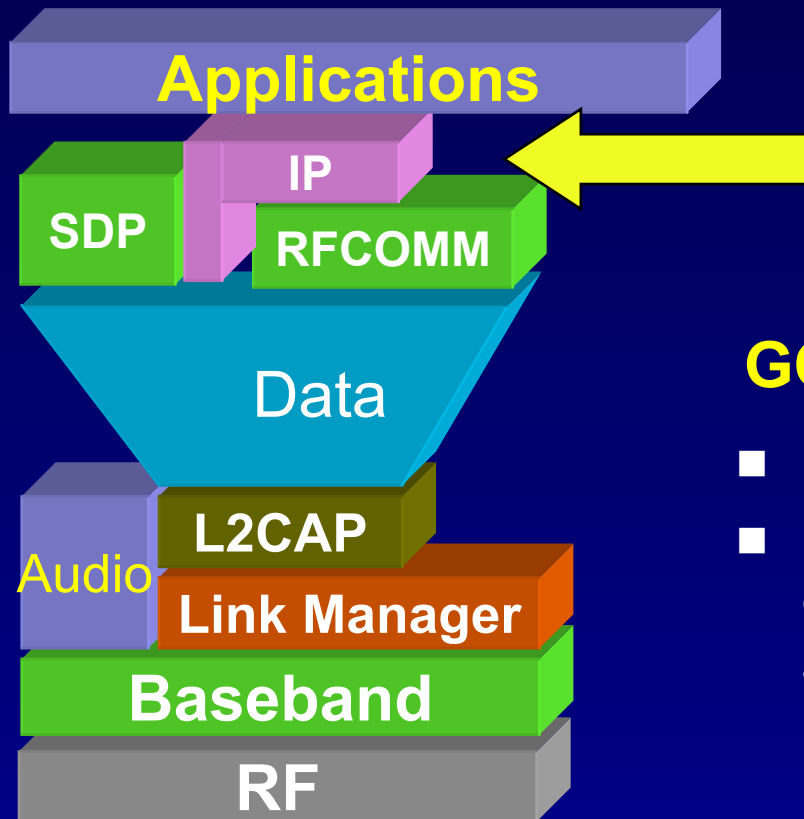 Applications
IP
SDP
RFCOMM
Data
L2CAP
Audio
Link Manager
Baseband
RF